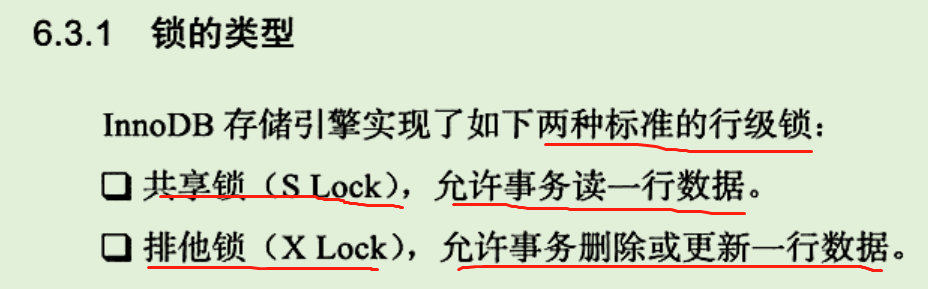 6.3.1 锁的类型
InnoDB 存储引擎实现了如下两种标准的行级锁：
❑ 共享锁（S Lock），允许事务读一行数据。
❑ 排他锁（X Lock），允许事务删除或更新一行数据。